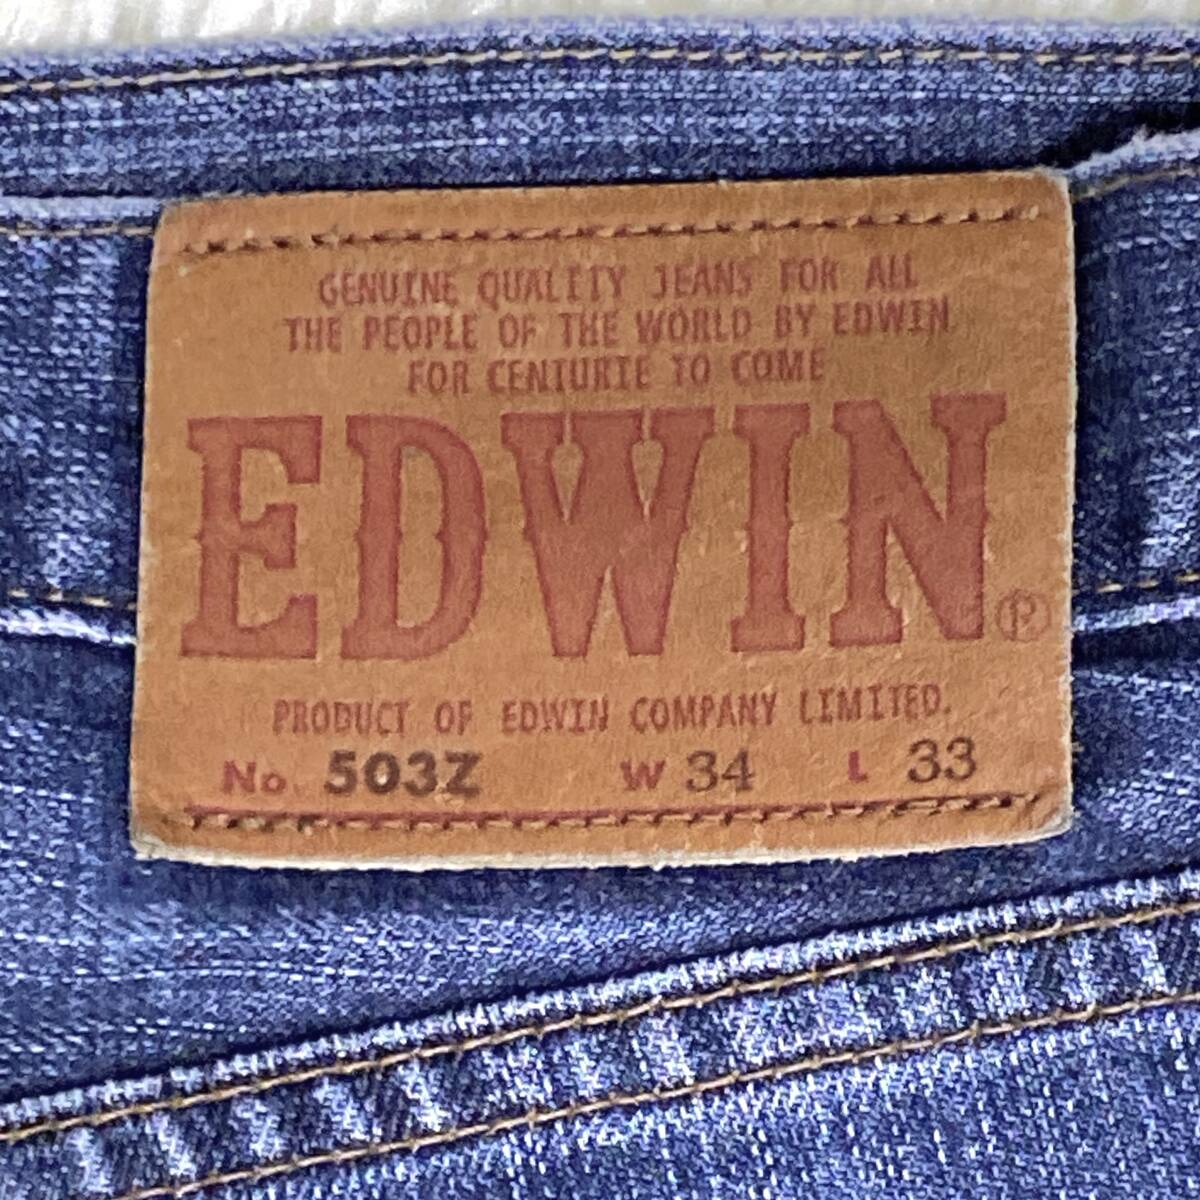 GENUINE QUALITY JEANS FOR ALL
THE PEOPLE OF THE WORLD BY EDWIN
FOR CENTURIE TO COME
EDWIN®
PRODUCT OF EDWIN COMPANY LIMITED.
No. 503Z W 34 L 33